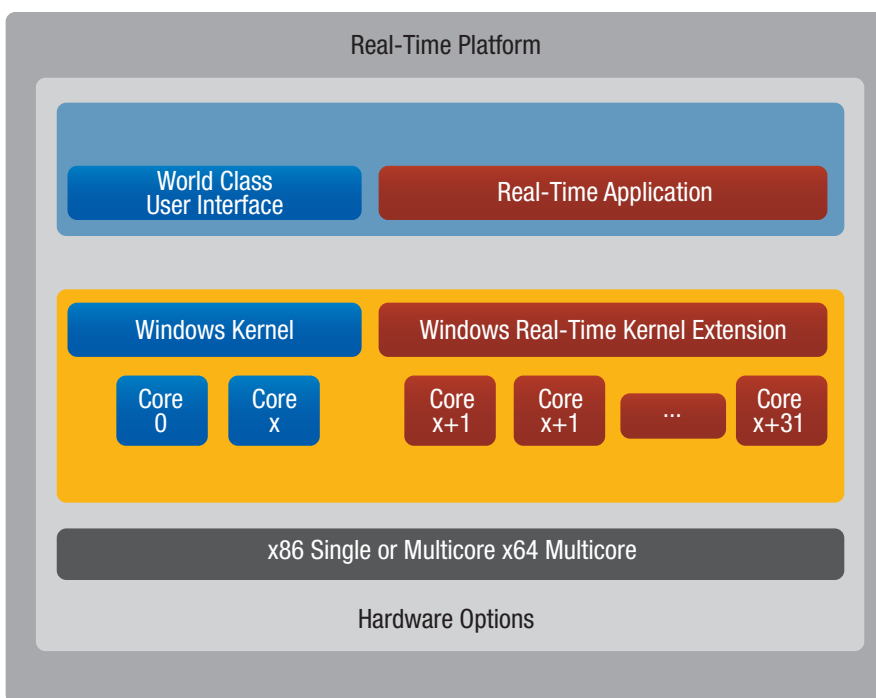 Real-Time Platform
World Class
User Interface
Real-Time Application
Windows Kernel
Windows Real-Time Kernel Extension
Core
0
Core
x
Core
x+1
Core
x+1
...
Core
x+31
x86 Single or Multicore x64 Multicore
Hardware Options